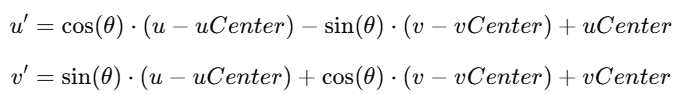 u′ = cos(θ) · (u − uCenter) − sin(θ) · (v − vCenter) + uCenter
v′ = sin(θ) · (u − uCenter) + cos(θ) · (v − vCenter) + vCenter